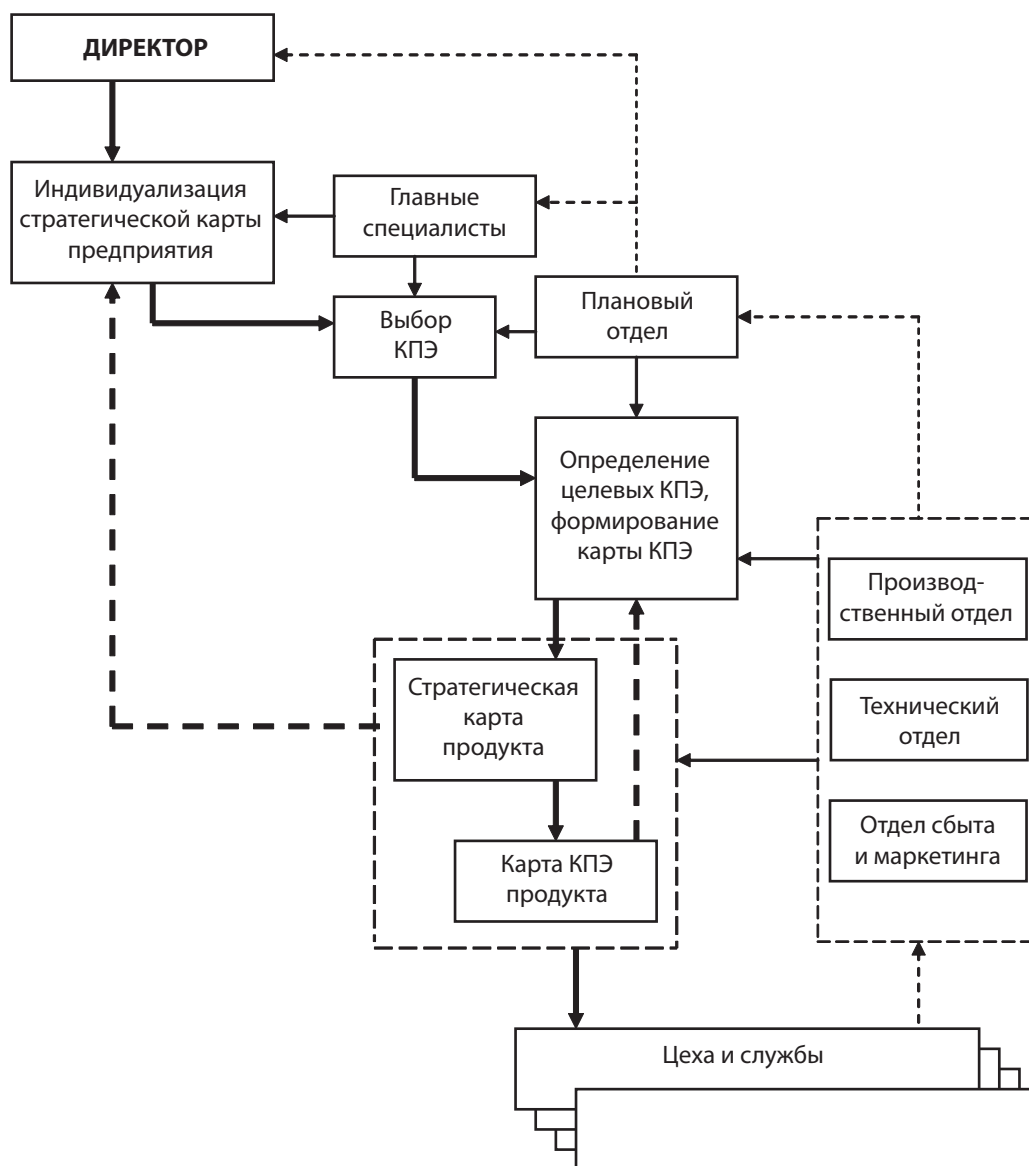 ДИРЕКТОР
Индивидуализация
стратегической карты
предприятия
Главные
специалисты
Выбор
КПЭ
Плановый
отдел
Определение
целевых КПЭ,
формирование
карты КПЭ
Производ-
ственный отдел
Стратегическая
карта
продукта
Технический
отдел
Отдел сбыта
и маркетинга
Карта КПЭ
продукта
Цеха и службы